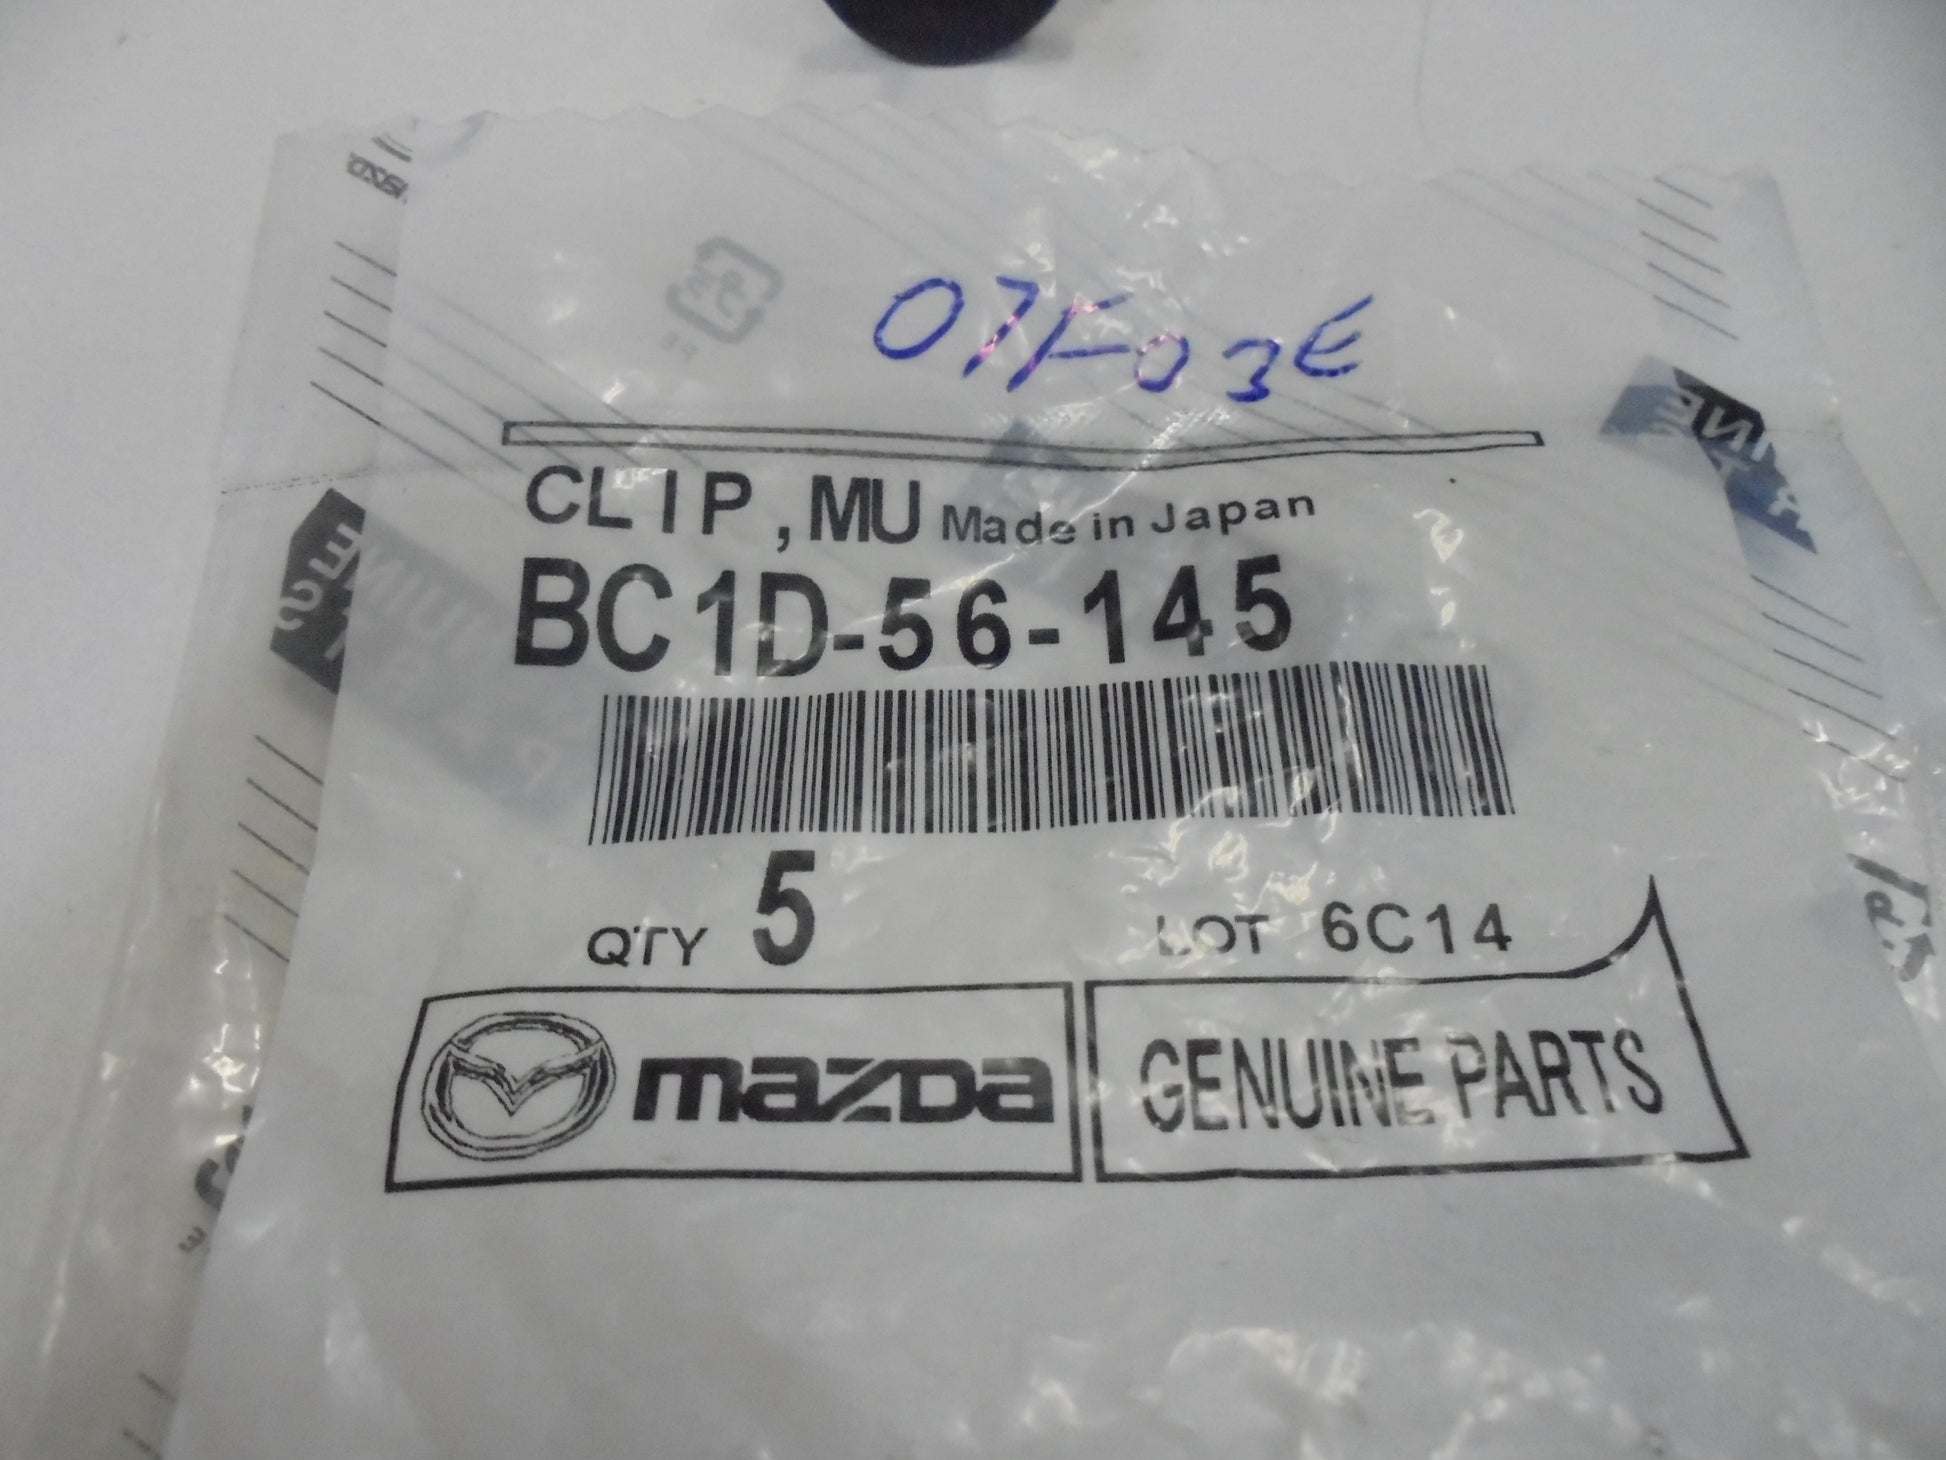 07F03E
CLIP,MU Made in Japan
BC1D-56-145
QTY 5 LOT 6C14
mazda GENUINE PARTS